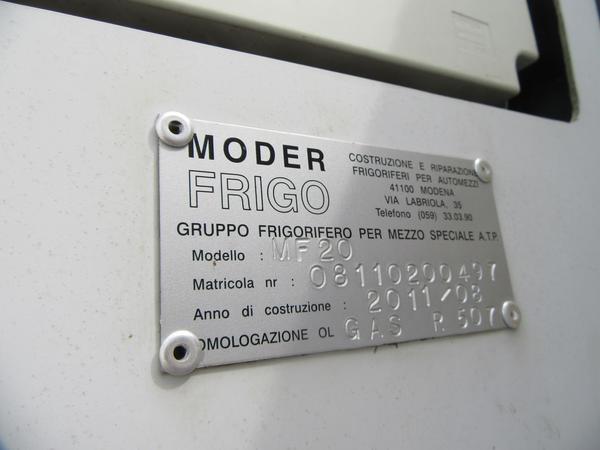 MODER
FRIGO
COSTRUZIONE E RIPARAZIONE
FRIGORIFERI PER AUTOMEZZI
41100 MODENA
VIA LABRIOLA, 35
Telefono (059) 33.03.90
GRUPPO FRIGORIFERO PER MEZZO SPECIALE A.T.P.
Modello : MF20
Matricola nr : 08110200497
Anno di costruzione : 2011/08
OMOLOGAZIONE OL GAS R 507